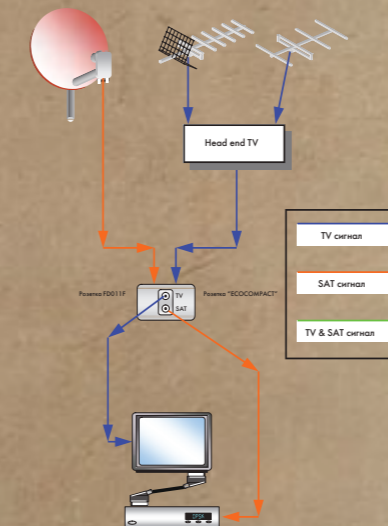 Head end TV
TV сигнал
SAT сигнал
TV & SAT сигнал
Розетка FD011F
TV
SAT
Розетка "ECOCOMPACT"